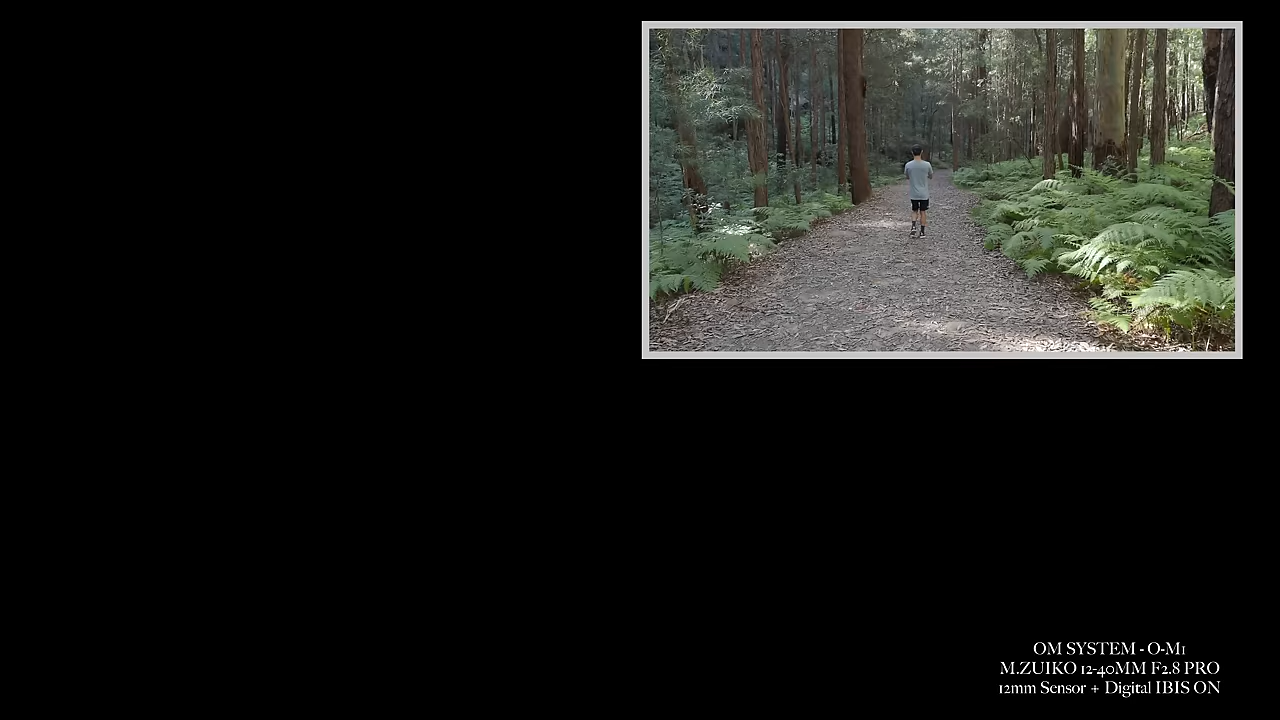 OM SYSTEM - O-M1
M.ZUIKO 12-40MM F2.8 PRO
12mm Sensor + Digital IBIS ON